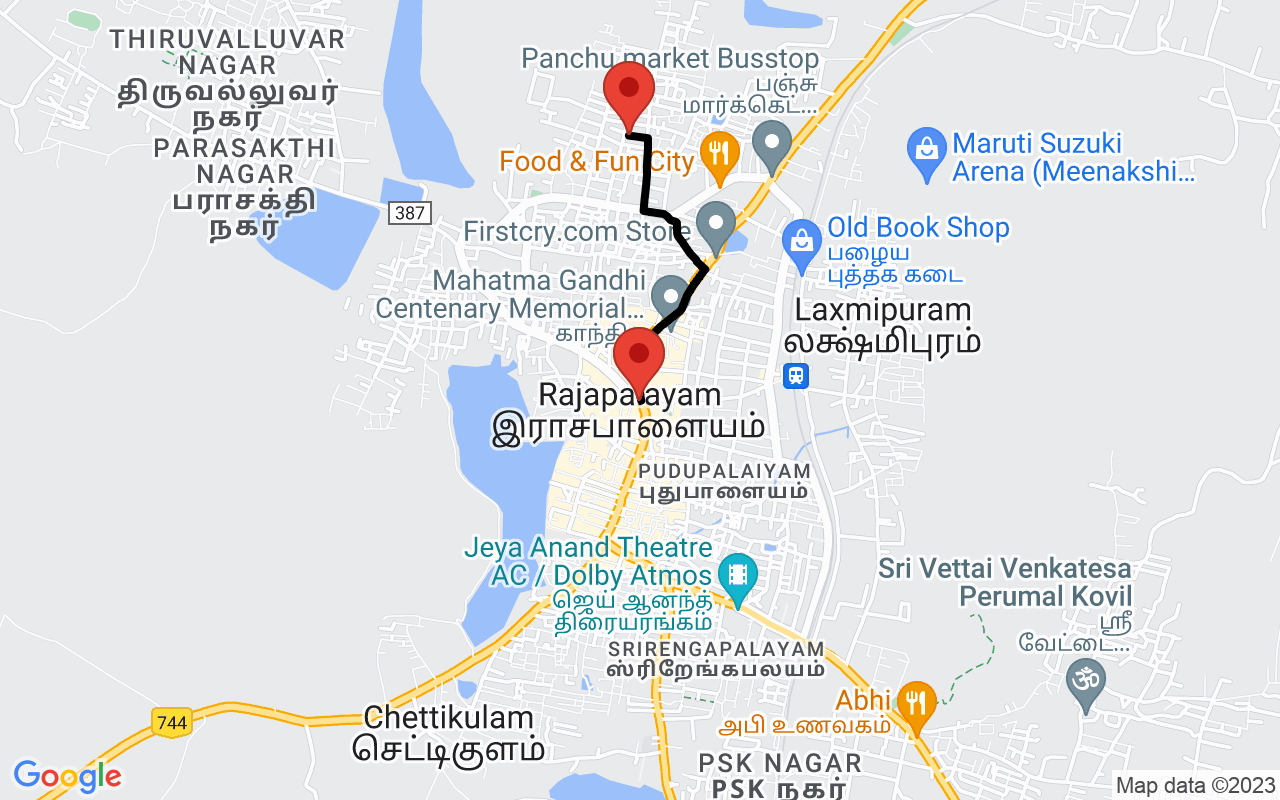 THIRUVALLUVAR
NAGAR
திருவல்லுவர்
நகர்
PARASAKTHI
NAGAR
பராசக்தி
நகர்
Panchu market Busstop
பஞ்சு
மார்க்கெட்...
Food & Fun City
Maruti Suzuki
Arena (Meenakshi...
387
Firstcry.com Store
Old Book Shop
பழைய
புத்தக கடை
Mahatma Gandhi
Centenary Memorial...
காந்தி
Laxmipuram
லக்ஷ்மிபுரம்
Rajapalayam
இராசபாளையம்
PUDUPALAIYAM
புதுபாளையம்
Jeya Anand Theatre
AC / Dolby Atmos
ஜெய் ஆனந்த்
திரையரங்கம்
Sri Vettai Venkatesa
Perumal Kovil
ஸ்ரீ
வேட்டை...
SRIRENGAPALAYAM
ஸ்ரிறேங்கபலயம்
Abhi
அபி உணவகம்
744
Chettikulam
செட்டிகுளம்
PSK NAGAR
PSK நகர்
Google
Map data ©2023